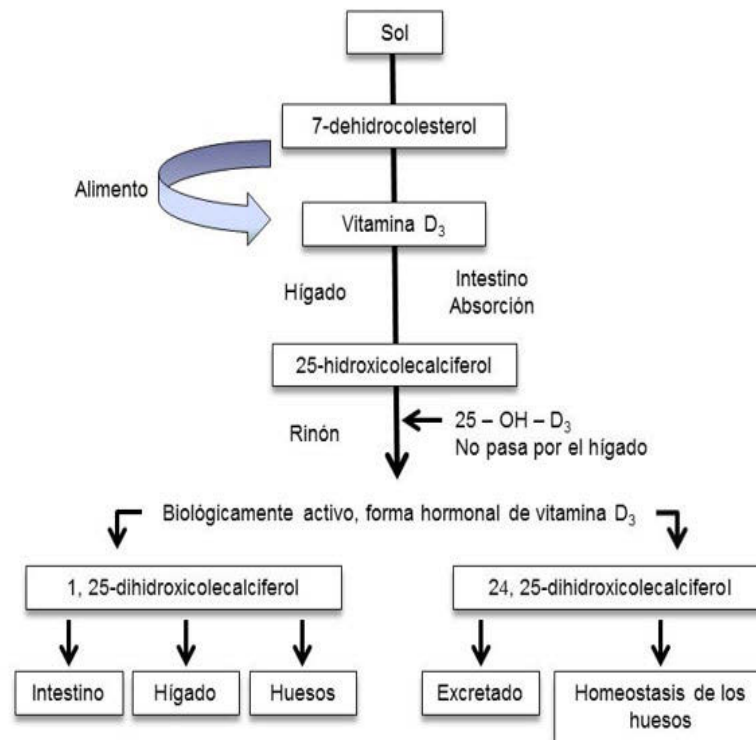 Sol
7-dehidrocolesterol
Alimento
Vitamina D₃
Hígado
Intestino
Absorción
25-hidroxicolecalciferol
Rinón
25 – OH – D₃
No pasa por el hígado
Biológicamente activo, forma hormonal de vitamina D₃
1, 25-dihidroxicolecalciferol
24, 25-dihidroxicolecalciferol
Intestino
Hígado
Huesos
Excretado
Homeostasis de los
huesos